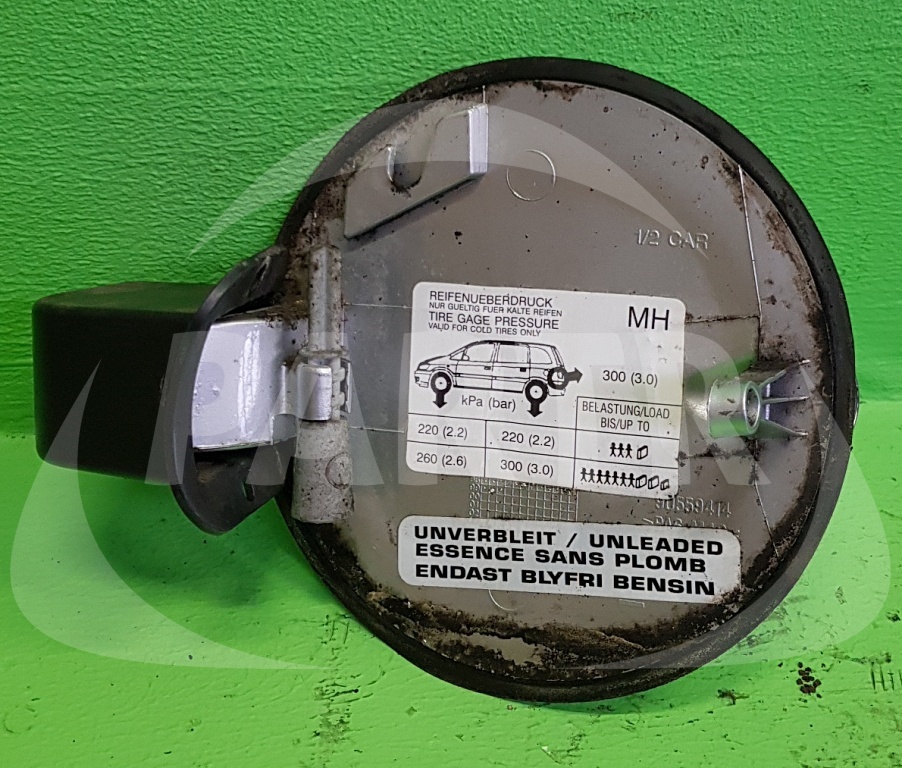 1/2 CAR
REIFENUEBERDRUCK
NUR GUELTIG FUER KALTE REIFEN
TIRE GAGE PRESSURE
VALID FOR COLD TIRES ONLY
MH
300 (3.0)
kPa (bar)
BELASTUNG/LOAD
BIS/UP TO
220 (2.2) 220 (2.2)
260 (2.6) 300 (3.0)
90559414
UNVERBLEIT / UNLEADED
ESSENCE SANS PLOMB
ENDAST BLYFRI BENSIN